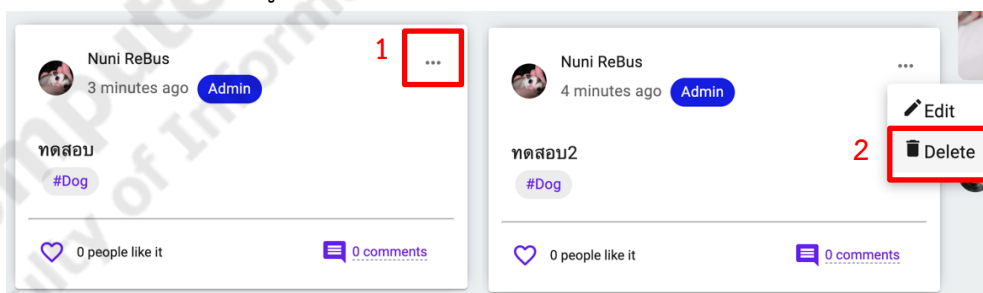 Nuni ReBus
1
...
3 minutes ago Admin
ทดสอบ
#Dog
0 people like it
0 comments
Nuni ReBus
...
4 minutes ago Admin
Edit
2
Delete
ทดสอบ2
#Dog
0 people like it
0 comments